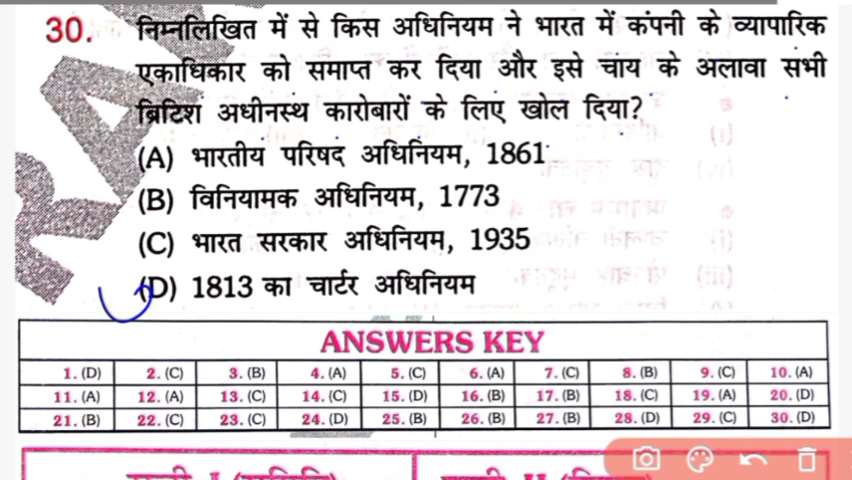 30. निम्नलिखित में से किस अधिनियम ने भारत में कंपनी के व्यापारिक
एकाधिकार को समाप्त कर दिया और इसे चाय के अलावा सभी
ब्रिटिश अधीनस्थ कारोबारों के लिए खोल दिया?
(A) भारतीय परिषद अधिनियम, 1861
(B) विनियामक अधिनियम, 1773
(C) भारत सरकार अधिनियम, 1935
(D) 1813 का चार्टर अधिनियम
ANSWERS KEY
1. (D) 2. (C) 3. (B) 4. (A) 5. (C) 6. (A) 7. (C) 8. (B) 9. (C) 10. (A)
11. (A) 12. (A) 13. (C) 14. (C) 15. (D) 16. (B) 17. (B) 18. (C) 19. (A) 20. (D)
21. (B) 22. (C) 23. (C) 24. (D) 25. (B) 26. (B) 27. (B) 28. (D) 29. (C) 30. (D)